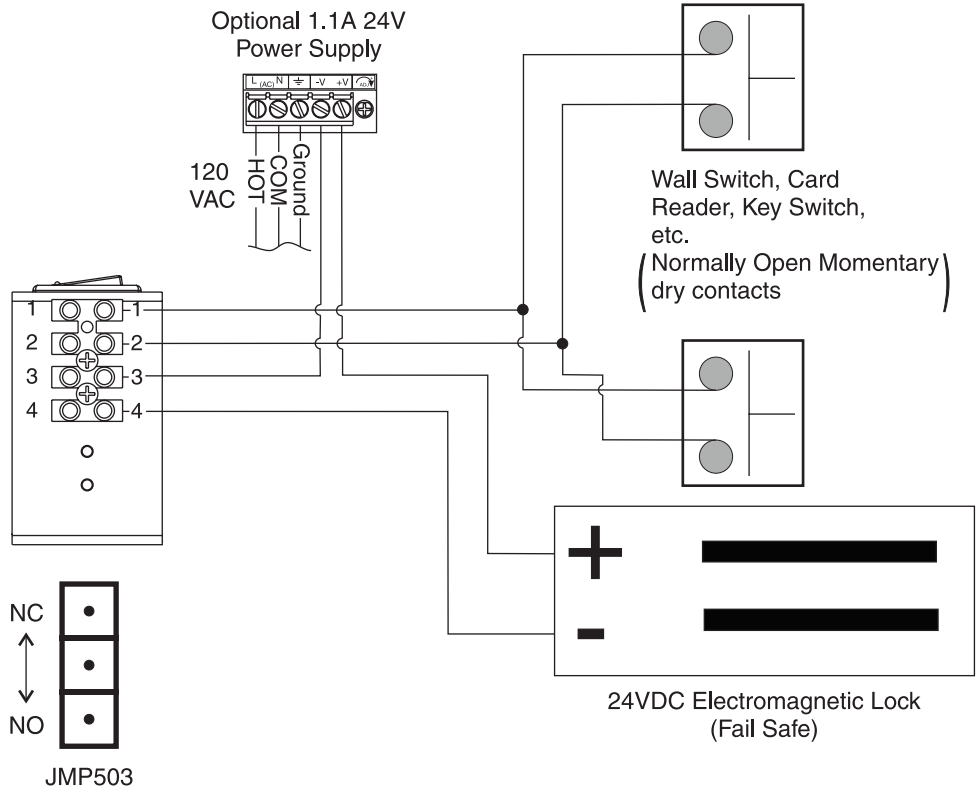 Optional 1.1A 24V
Power Supply
L (AC) N -V +V ADJ
120
VAC
HOT
COM
Ground
Wall Switch, Card
Reader, Key Switch,
etc.
(Normally Open Momentary
dry contacts)
1 1
2 2
3 3
4 4
+
-
24VDC Electromagnetic Lock
(Fail Safe)
NC
NO
JMP503